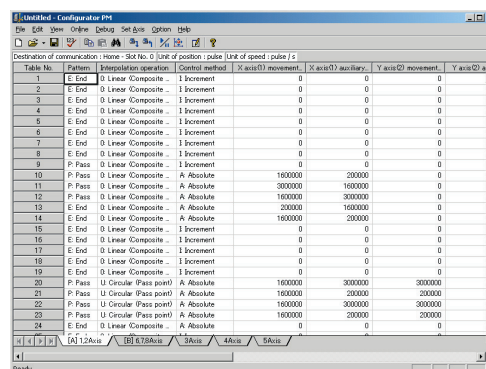 Untitled - Configurator PM
File Edit View Online Debug Set Axis Option Help
Destination of communication : Home - Slot No. 0 Unit of position : pulse Unit of speed : pulse / s
Table No. Pattern Interpolation operation Control method X axis(1) movement... X axis(1) auxiliary... Y axis(2) movement... Y axis(2) a
1 E: End 0: Linear (Composite ... I: Increment 0 0 0
2 E: End 0: Linear (Composite ... I: Increment 0 0 0
3 E: End 0: Linear (Composite ... I: Increment 0 0 0
4 E: End 0: Linear (Composite ... I: Increment 0 0 0
5 E: End 0: Linear (Composite ... I: Increment 0 0 0
6 E: End 0: Linear (Composite ... I: Increment 0 0 0
7 E: End 0: Linear (Composite ... I: Increment 0 0 0
8 E: End 0: Linear (Composite ... I: Increment 0 0 0
9 P: Pass 0: Linear (Composite ... I: Increment 0 0 0
10 P: Pass 0: Linear (Composite ... A: Absolute 1600000 200000 0
11 P: Pass 0: Linear (Composite ... A: Absolute 3000000 1600000 0
12 P: Pass 0: Linear (Composite ... A: Absolute 1600000 3000000 0
13 E: End 0: Linear (Composite ... A: Absolute 200000 1600000 0
14 E: End 0: Linear (Composite ... A: Absolute 1600000 200000 0
15 E: End 0: Linear (Composite ... I: Increment 0 0 0
16 E: End 0: Linear (Composite ... I: Increment 0 0 0
17 E: End 0: Linear (Composite ... I: Increment 0 0 0
18 E: End 0: Linear (Composite ... I: Increment 0 0 0
19 E: End 0: Linear (Composite ... I: Increment 0 0 0
20 P: Pass U: Circular (Pass point) A: Absolute 1600000 3000000 3000000
21 P: Pass U: Circular (Pass point) A: Absolute 1600000 200000 200000
22 P: Pass U: Circular (Pass point) A: Absolute 1600000 3000000 3000000
23 P: Pass U: Circular (Pass point) A: Absolute 1600000 200000 200000
24 E: End 0: Linear (Composite ... A: Absolute 0 0 0
[A] 1,2Axis [B] 6,7,8Axis 3Axis 4Axis 5Axis